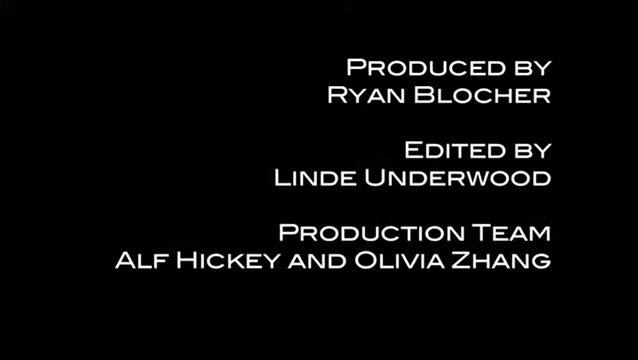 Produced by
Ryan Blocher
Edited by
Linde Underwood
Production Team
Alf Hickey and Olivia Zhang